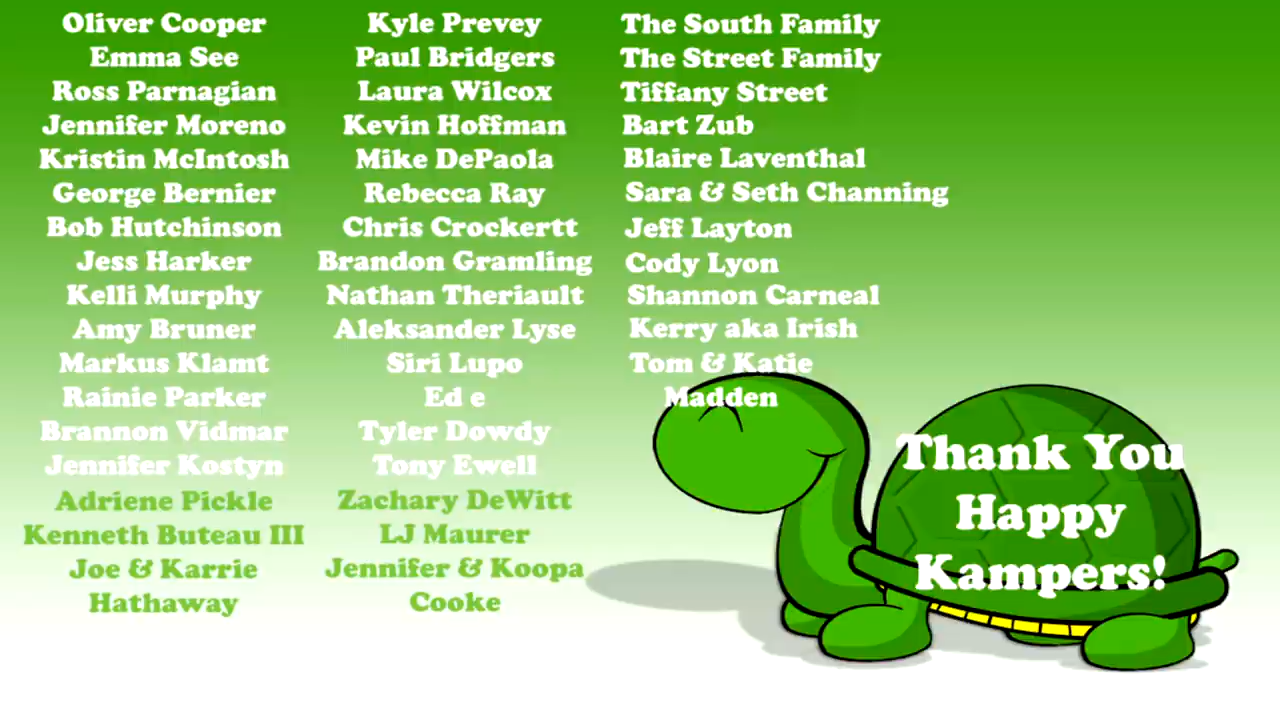 Oliver Cooper
Emma See
Ross Parnagian
Jennifer Moreno
Kristin McIntosh
George Bernier
Bob Hutchinson
Jess Harker
Kelli Murphy
Amy Bruner
Markus Klamt
Rainie Parker
Brannon Vidmar
Jennifer Kostyn
Adriene Pickle
Kenneth Buteau III
Joe & Karrie
Hathaway
Kyle Prevey
Paul Bridgers
Laura Wilcox
Kevin Hoffman
Mike DePaola
Rebecca Ray
Chris Crockertt
Brandon Gramling
Nathan Theriault
Aleksander Lyse
Siri Lupo
Ed e
Tyler Dowdy
Tony Ewell
Zachary DeWitt
LJ Maurer
Jennifer & Koopa
Cooke
The South Family
The Street Family
Tiffany Street
Bart Zub
Blaire Laventhal
Sara & Seth Channing
Jeff Layton
Cody Lyon
Shannon Carneal
Kerry aka Irish
Tom & Katie
Madden
Thank You
Happy
Kampers!